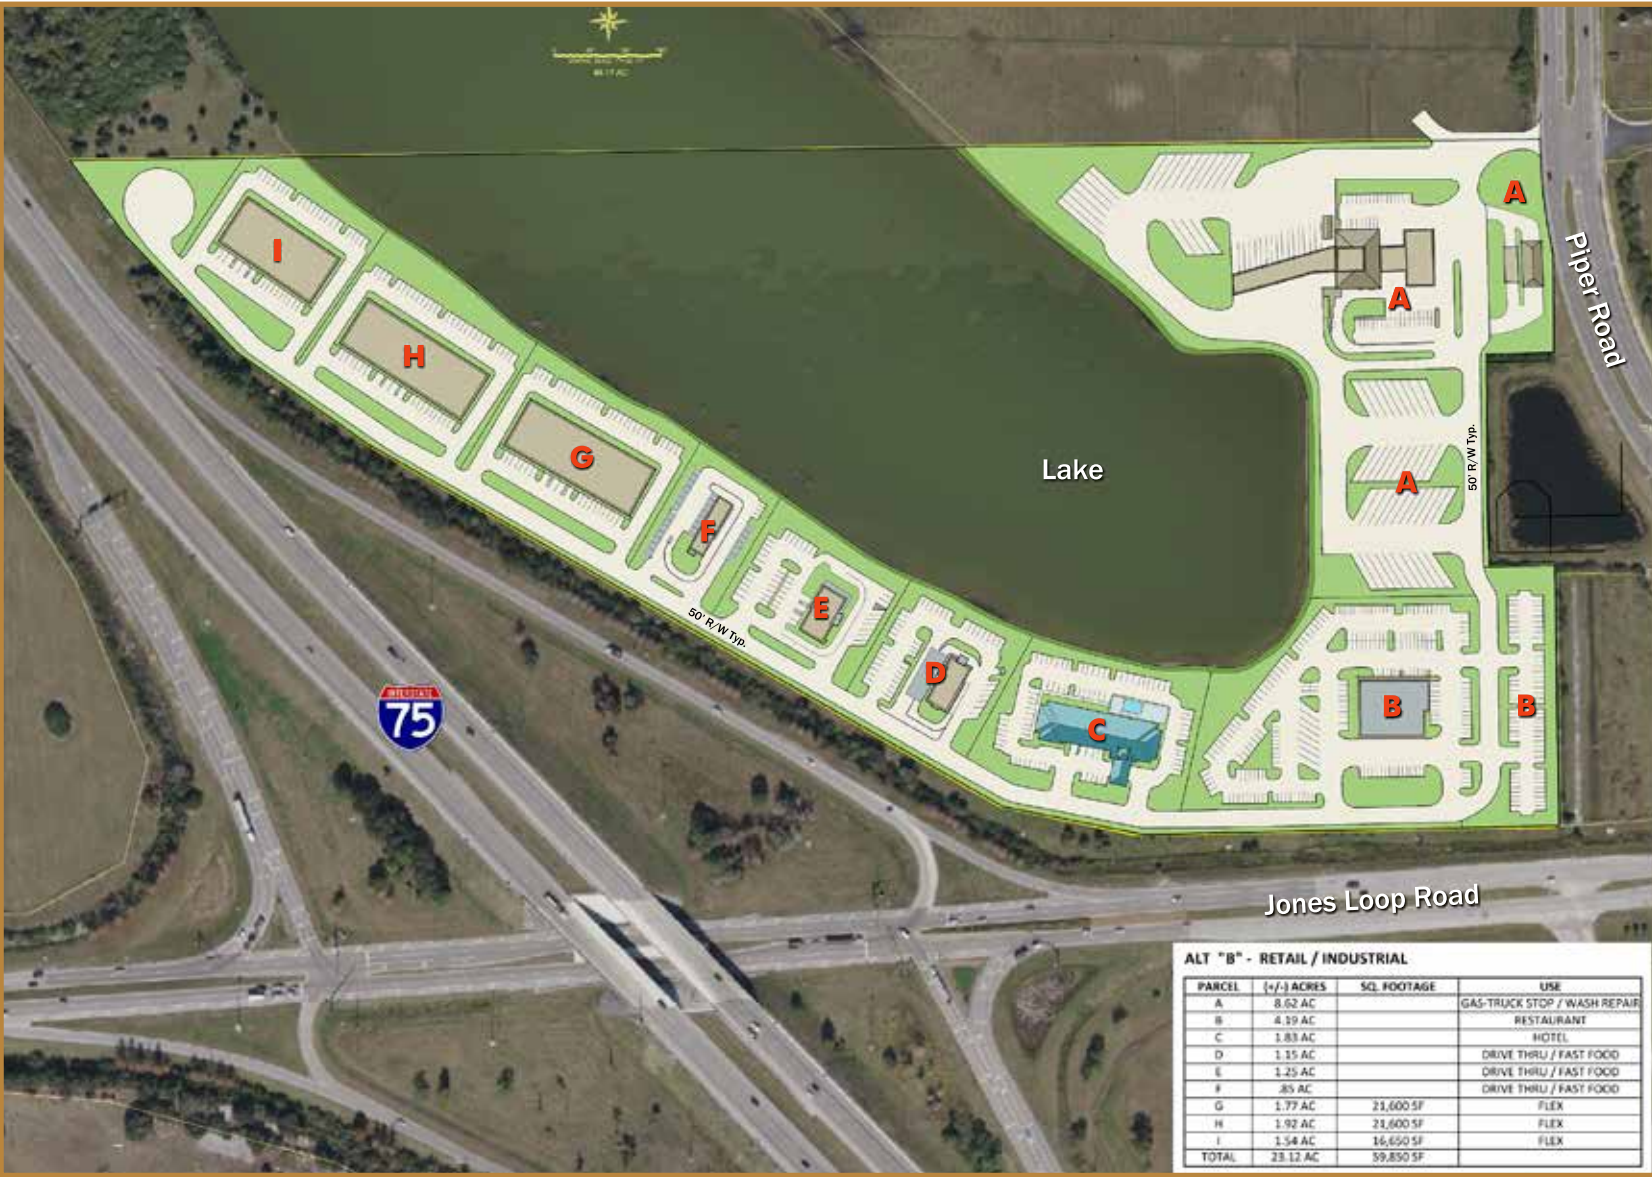 88.17 AC
I
H
G
F
E
D
C
B
B
A
A
A
Lake
Piper Road
50' R/W Typ.
50' R/W Typ.
INTERSTATE
75
Jones Loop Road
ALT "B" - RETAIL / INDUSTRIAL
PARCEL (+/-) ACRES SQ. FOOTAGE USE
A 8.62 AC GAS-TRUCK STOP / WASH REPAIR
B 4.19 AC RESTAURANT
C 1.83 AC HOTEL
D 1.15 AC DRIVE THRU / FAST FOOD
E 1.25 AC DRIVE THRU / FAST FOOD
F .85 AC DRIVE THRU / FAST FOOD
G 1.77 AC 21,600 SF FLEX
H 1.92 AC 21,600 SF FLEX
I 1.54 AC 16,650 SF FLEX
TOTAL 23.12 AC 59,850 SF